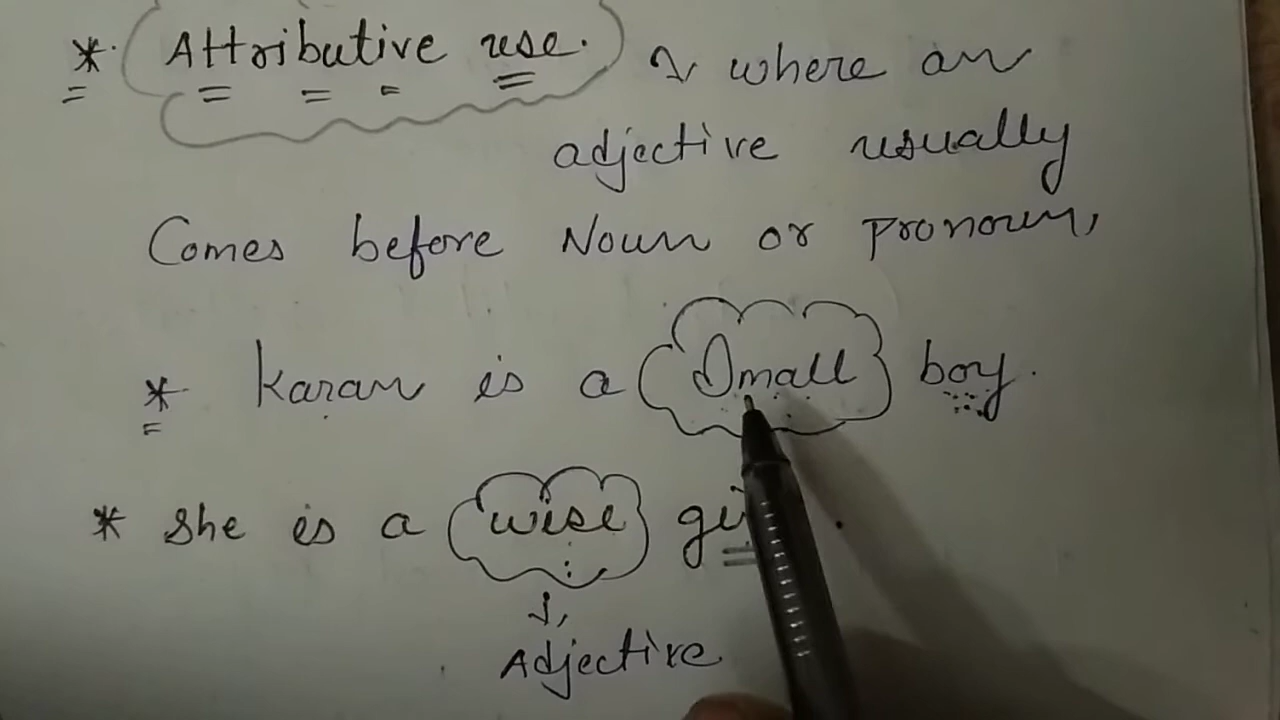 * Attributive use. where an
adjective usually
Comes before Noun or pronoun,
* Karan is a Small boy.
* She is a wise
Adjective